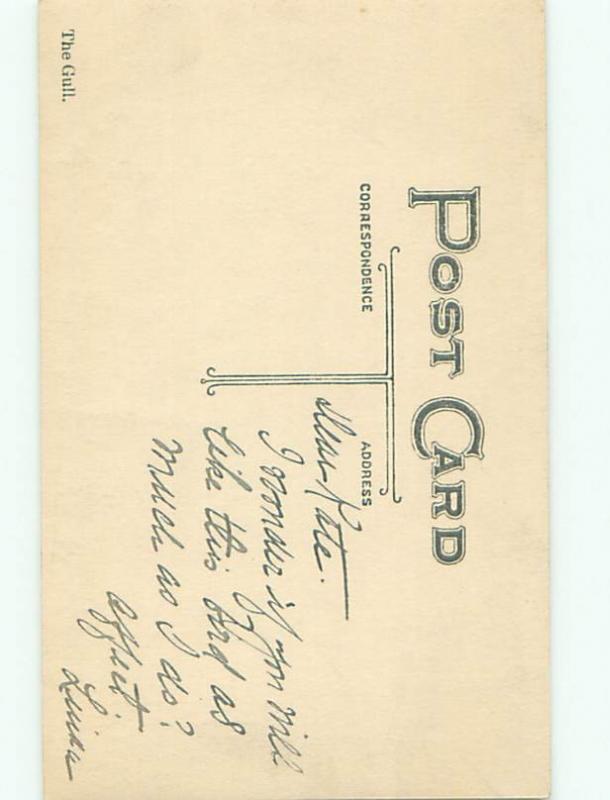 POST CARD
CORRESPONDENCE
ADDRESS
Dear Kate.
I wonder if you will
like this bird as
much as I do?
The Gull.